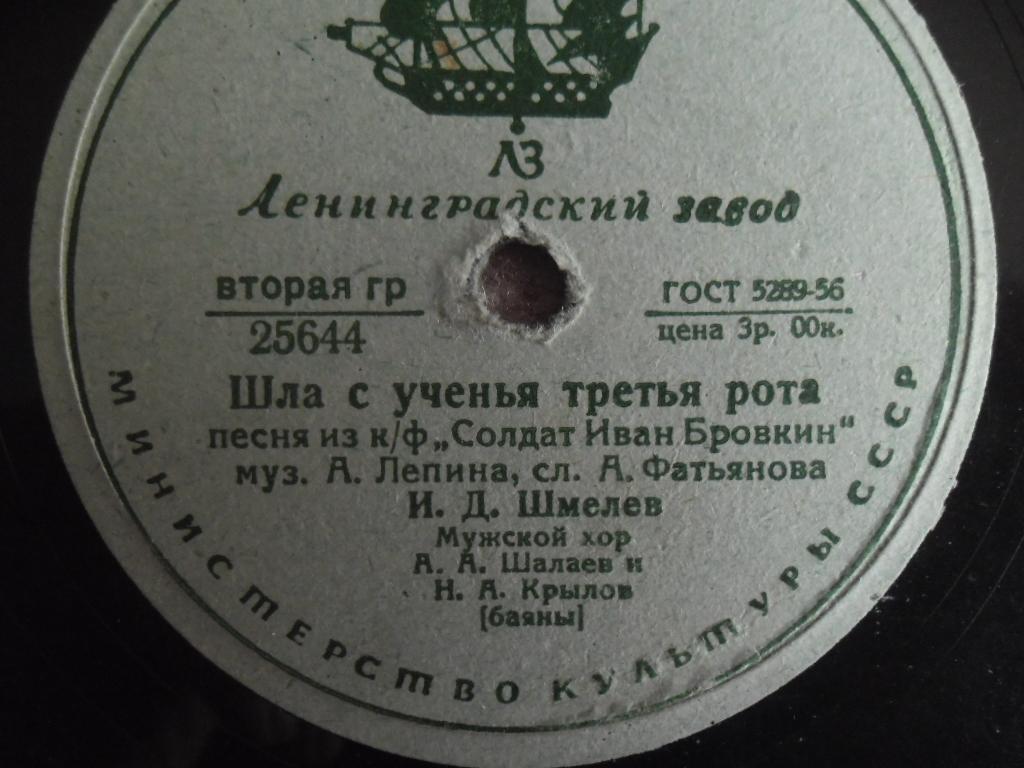 ЛЗ
Ленинградский завод
вторая гр
25644
ГОСТ 5289-56
цена 3р. 00к.
Шла с ученья третья рота
песня из к/ф „Солдат Иван Бровкин"
муз. А. Лепина, сл. А. Фатьянова
И. Д. Шмелев
Мужской хор
А. А. Шалаев и
Н. А. Крылов
[баяны]
МИНИСТЕРСТВО КУЛЬТУРЫ СССР